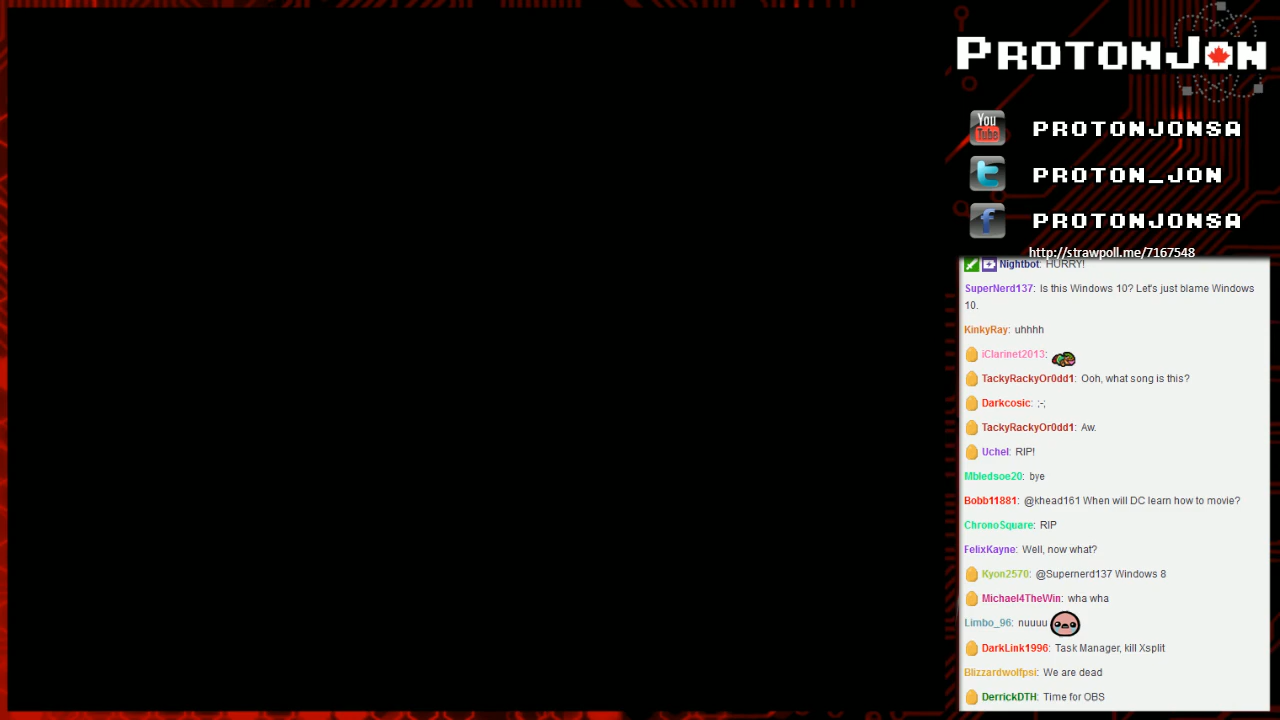 PROTONJON
You Tube PROTONJONSA
t PROTON_JON
f PROTONJONSA
http://strawpoll.me/7167548
Nightbot: HURRY!
SuperNerd137: Is this Windows 10? Let's just blame Windows
10.
KinkyRay: uhhhh
iClarinet2013:
TackyRackyOr0dd1: Ooh, what song is this?
Darkcosic: ;-;
TackyRackyOr0dd1: Aw.
Uchel: RIP!
Mbledsoe20: bye
Bobb11881: @khead161 When will DC learn how to movie?
ChronoSquare: RIP
FelixKayne: Well, now what?
Kyon2570: @Supernerd137 Windows 8
Michael4TheWin: wha wha
Limbo_96: nuuuu
DarkLink1996: Task Manager, kill Xsplit
Blizzardwolfpsi: We are dead
DerrickDTH: Time for OBS